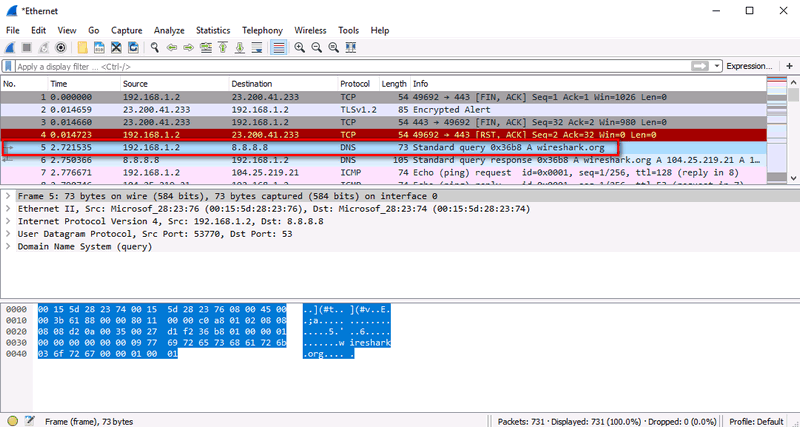 *Ethernet
File Edit View Go Capture Analyze Statistics Telephony Wireless Tools Help
Apply a display filter ... <Ctrl-/> Expression... +
No. Time Source Destination Protocol Length Info
1 0.000000 192.168.1.2 23.200.41.233 TCP 54 49692 → 443 [FIN, ACK] Seq=1 Ack=1 Win=1026 Len=0
2 0.014659 23.200.41.233 192.168.1.2 TLSv1.2 85 Encrypted Alert
3 0.014660 23.200.41.233 192.168.1.2 TCP 54 443 → 49692 [FIN, ACK] Seq=32 Ack=2 Win=980 Len=0
4 0.014723 192.168.1.2 23.200.41.233 TCP 54 49692 → 443 [RST, ACK] Seq=2 Ack=32 Win=0 Len=0
5 2.721535 192.168.1.2 8.8.8.8 DNS 73 Standard query 0x36b8 A wireshark.org
6 2.750366 8.8.8.8 192.168.1.2 DNS 105 Standard query response 0x36b8 A wireshark.org A 104.25.219.21 A 1...
7 2.776671 192.168.1.2 104.25.219.21 ICMP 74 Echo (ping) request id=0x0001, seq=1/256, ttl=128 (reply in 8)
Frame 5: 73 bytes on wire (584 bits), 73 bytes captured (584 bits) on interface 0
Ethernet II, Src: Microsof_28:23:76 (00:15:5d:28:23:76), Dst: Microsof_28:23:74 (00:15:5d:28:23:74)
Internet Protocol Version 4, Src: 192.168.1.2, Dst: 8.8.8.8
User Datagram Protocol, Src Port: 53770, Dst Port: 53
Domain Name System (query)
0000 00 15 5d 28 23 74 00 15 5d 28 23 76 08 00 45 00 ..](#t.. ](#v..E.
0010 00 3b 61 88 00 00 80 11 00 00 c0 a8 01 02 08 08 .;a..... ........
0020 08 08 d2 0a 00 35 00 27 d1 f2 36 b8 01 00 00 01 .....5.' ..6.....
0030 00 00 00 00 00 00 09 77 69 72 65 73 68 61 72 6b .......w ireshark
0040 03 6f 72 67 00 00 01 00 01 .org.... .
Frame (frame), 73 bytes Packets: 731 · Displayed: 731 (100.0%) · Dropped: 0 (0.0%) Profile: Default